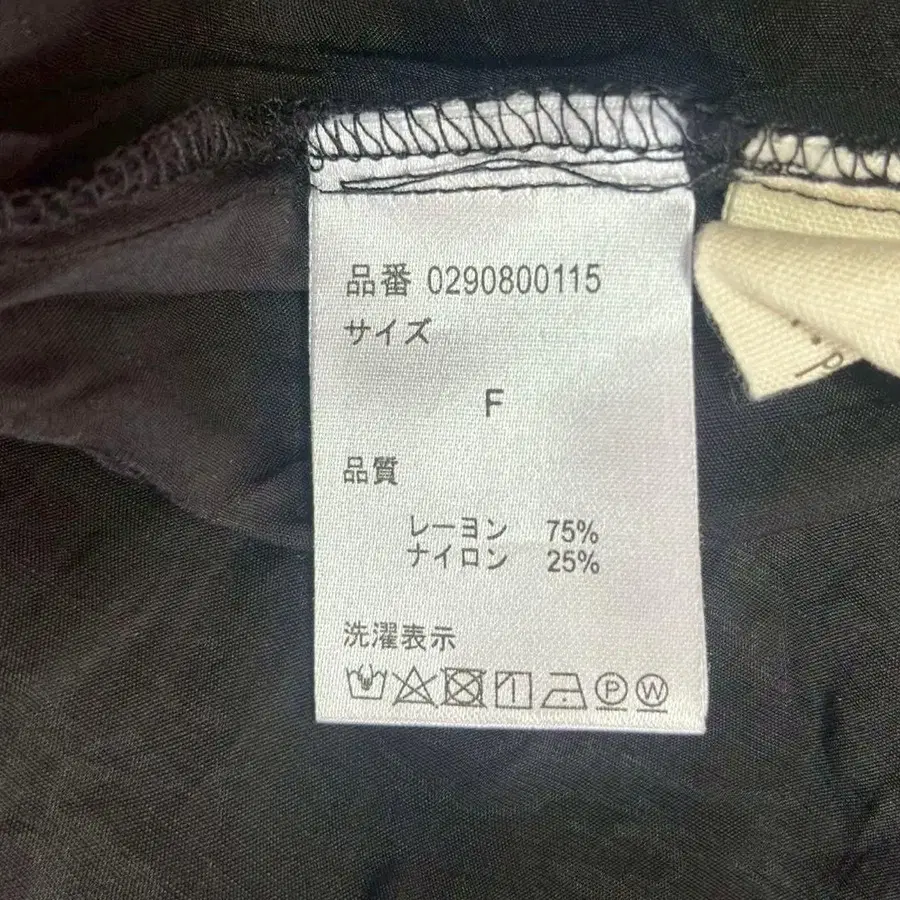 品番 0290800115
サイズ
F
品質
レーヨン 75%
ナイロン 25%
洗濯表示
P W